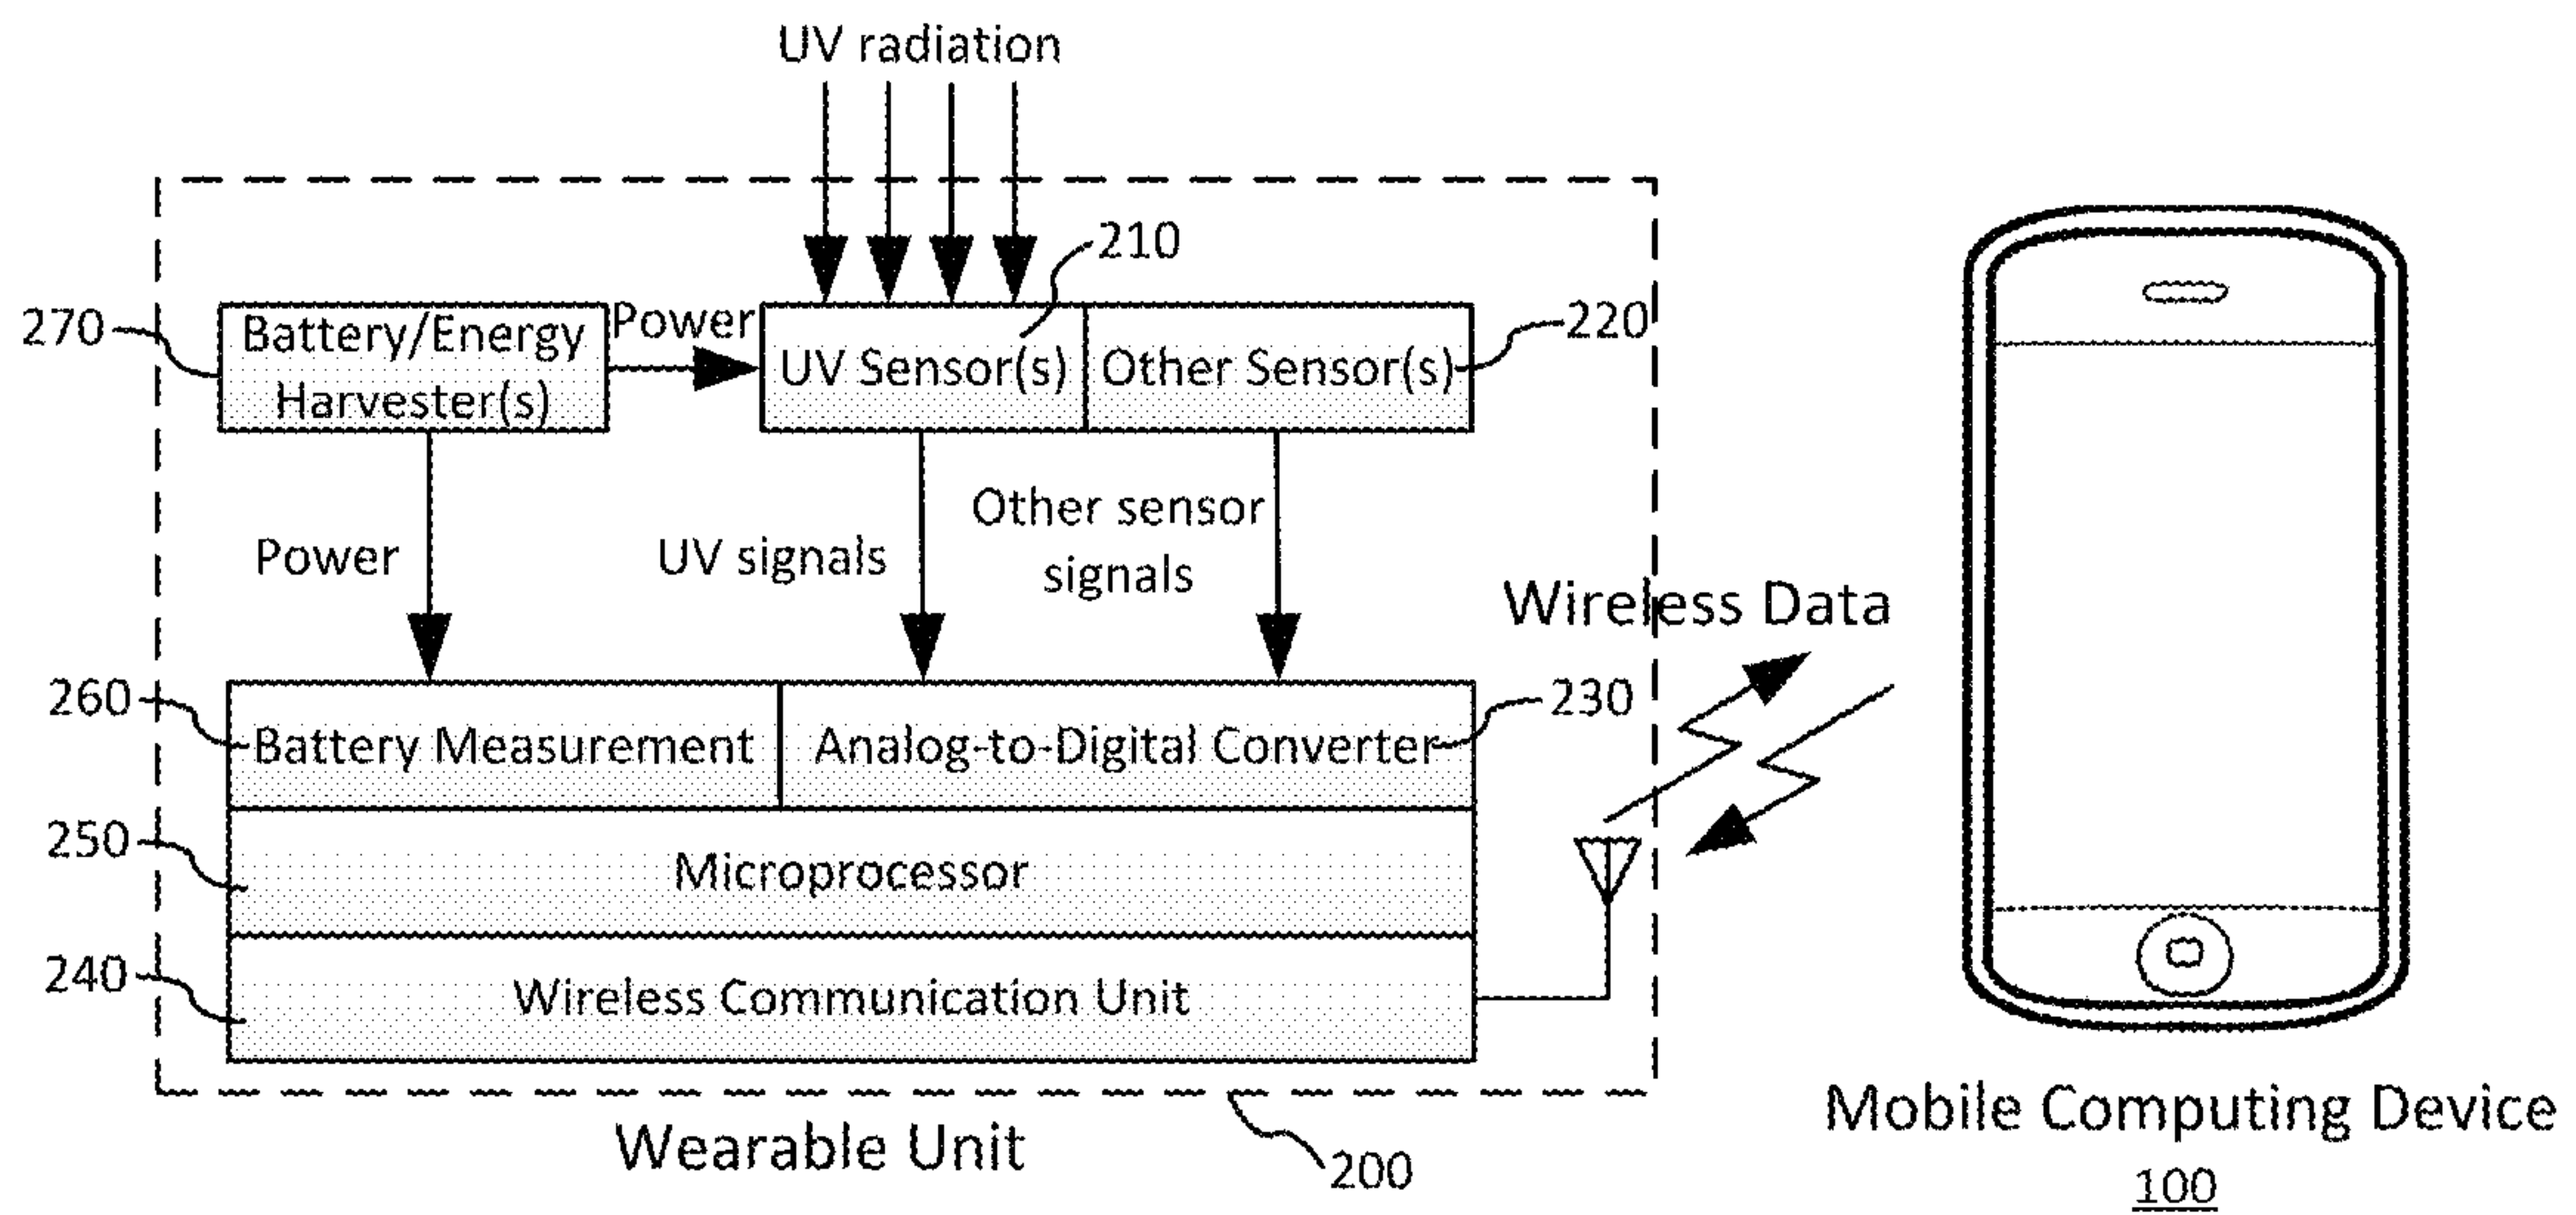 UV radiation
210
270
Battery/Energy
Harvester(s)
Power
UV Sensor(s)
Other Sensor(s)
220
Power
UV signals
Other sensor
signals
Wireless Data
260
Battery Measurement
Analog-to-Digital Converter
230
250
Microprocessor
240
Wireless Communication Unit
Wearable Unit
200
Mobile Computing Device
100